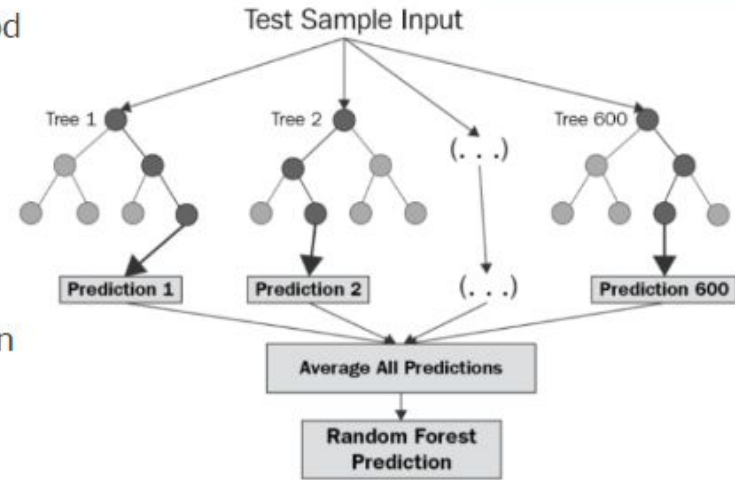 od
Test Sample Input
Tree 1
Tree 2
(. . .)
Tree 600
Prediction 1
Prediction 2
(. . .)
Prediction 600
n
Average All Predictions
Random Forest
Prediction